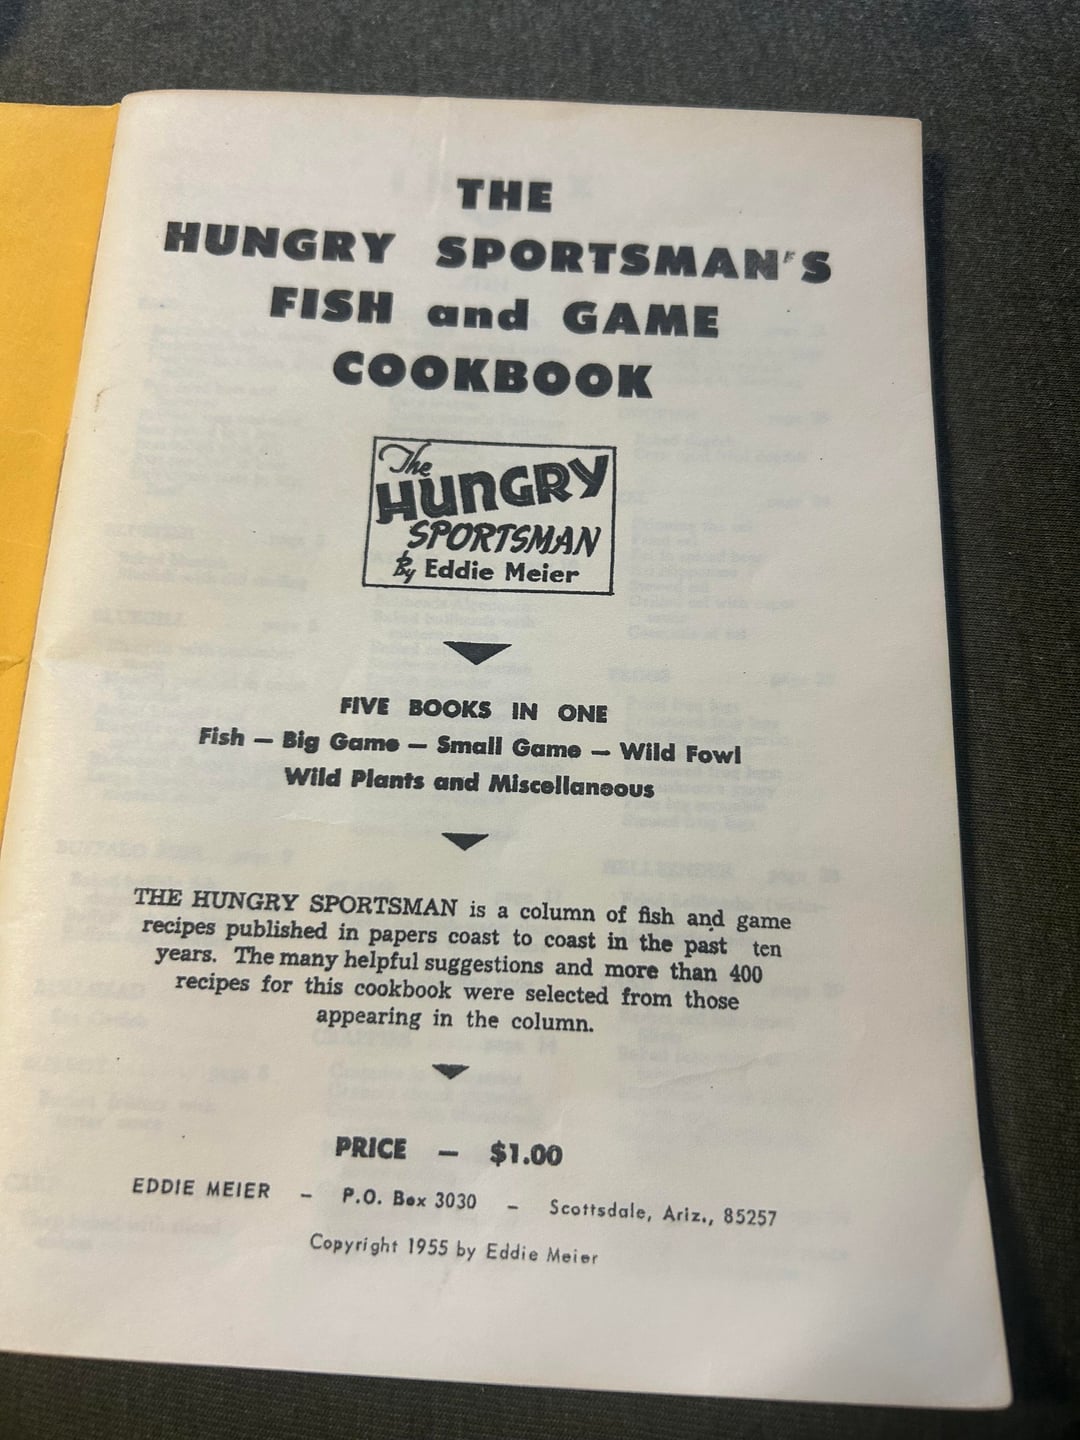 THE
HUNGRY SPORTSMAN'S
FISH and GAME
COOKBOOK
The
HUNGRY
SPORTSMAN
By Eddie Meier
FIVE BOOKS IN ONE
Fish — Big Game — Small Game — Wild Fowl
Wild Plants and Miscellaneous
THE HUNGRY SPORTSMAN is a column of fish and game
recipes published in papers coast to coast in the past ten
years. The many helpful suggestions and more than 400
recipes for this cookbook were selected from those
appearing in the column.
PRICE — $1.00
EDDIE MEIER — P.O. Box 3030 — Scottsdale, Ariz., 85257
Copyright 1955 by Eddie Meier